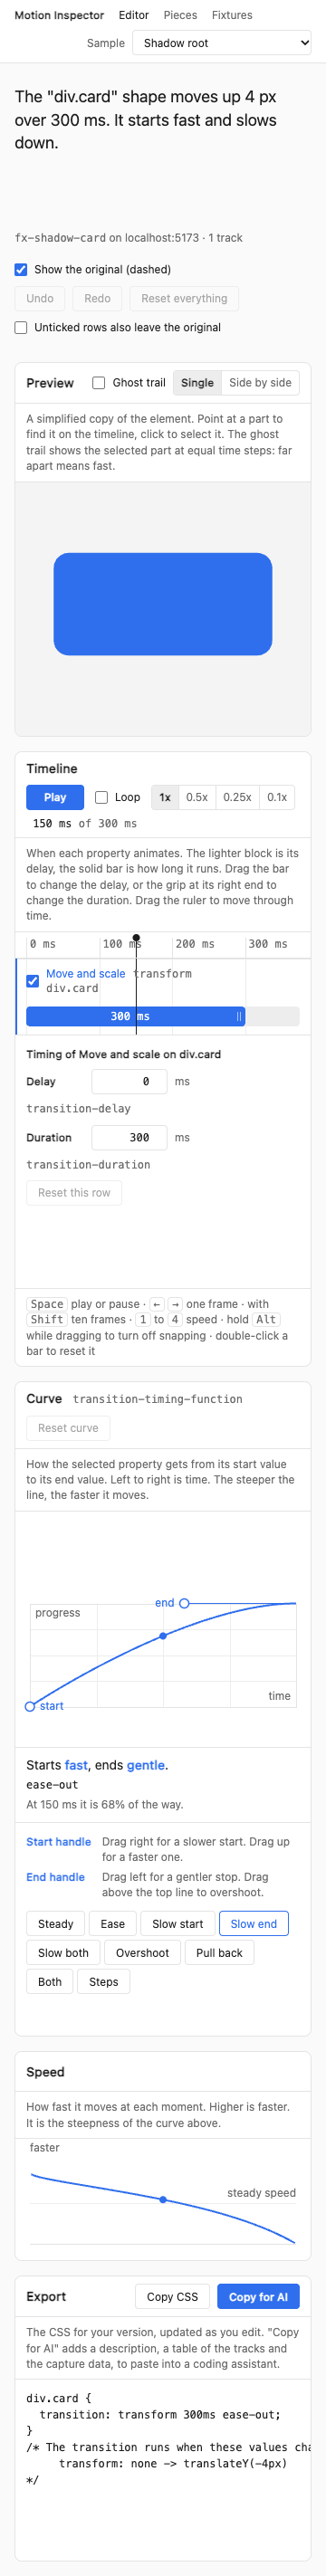 Motion Inspector Editor Pieces Fixtures
Sample Shadow root
The "div.card" shape moves up 4 px
over 300 ms. It starts fast and slows
down.
fx-shadow-card on localhost:5173 · 1 track
Show the original (dashed)
Undo Redo Reset everything
Unticked rows also leave the original
Preview Ghost trail Single Side by side
A simplified copy of the element. Point at a part to
find it on the timeline, click to select it. The ghost
trail shows the selected part at equal time steps: far
apart means fast.
Timeline
Play Loop 1x 0.5x 0.25x 0.1x
150 ms of 300 ms
When each property animates. The lighter block is its
delay, the solid bar is how long it runs. Drag the bar
to change the delay, or the grip at its right end to
change the duration. Drag the ruler to move through
time.
0 ms 100 ms 200 ms 300 ms
Move and scale transform
div.card
300 ms
Timing of Move and scale on div.card
Delay 0 ms
transition-delay
Duration 300 ms
transition-duration
Reset this row
Space play or pause · ← → one frame · with
Shift ten frames · 1 to 4 speed · hold Alt
while dragging to turn off snapping · double-click a
bar to reset it
Curve transition-timing-function
Reset curve
How the selected property gets from its start value
to its end value. Left to right is time. The steeper the
line, the faster it moves.
end
progress
time
start
Starts fast, ends gentle.
ease-out
At 150 ms it is 68% of the way.
Start handle Drag right for a slower start. Drag up
for a faster one.
End handle Drag left for a gentler stop. Drag
above the top line to overshoot.
Steady Ease Slow start Slow end
Slow both Overshoot Pull back
Both Steps
Speed
How fast it moves at each moment. Higher is faster.
It is the steepness of the curve above.
faster
steady speed
Export Copy CSS Copy for AI
The CSS for your version, updated as you edit. "Copy
for AI" adds a description, a table of the tracks and
the capture data, to paste into a coding assistant.
div.card {
transition: transform 300ms ease-out;
}
/* The transition runs when these values cha
transform: none -> translateY(-4px)
*/